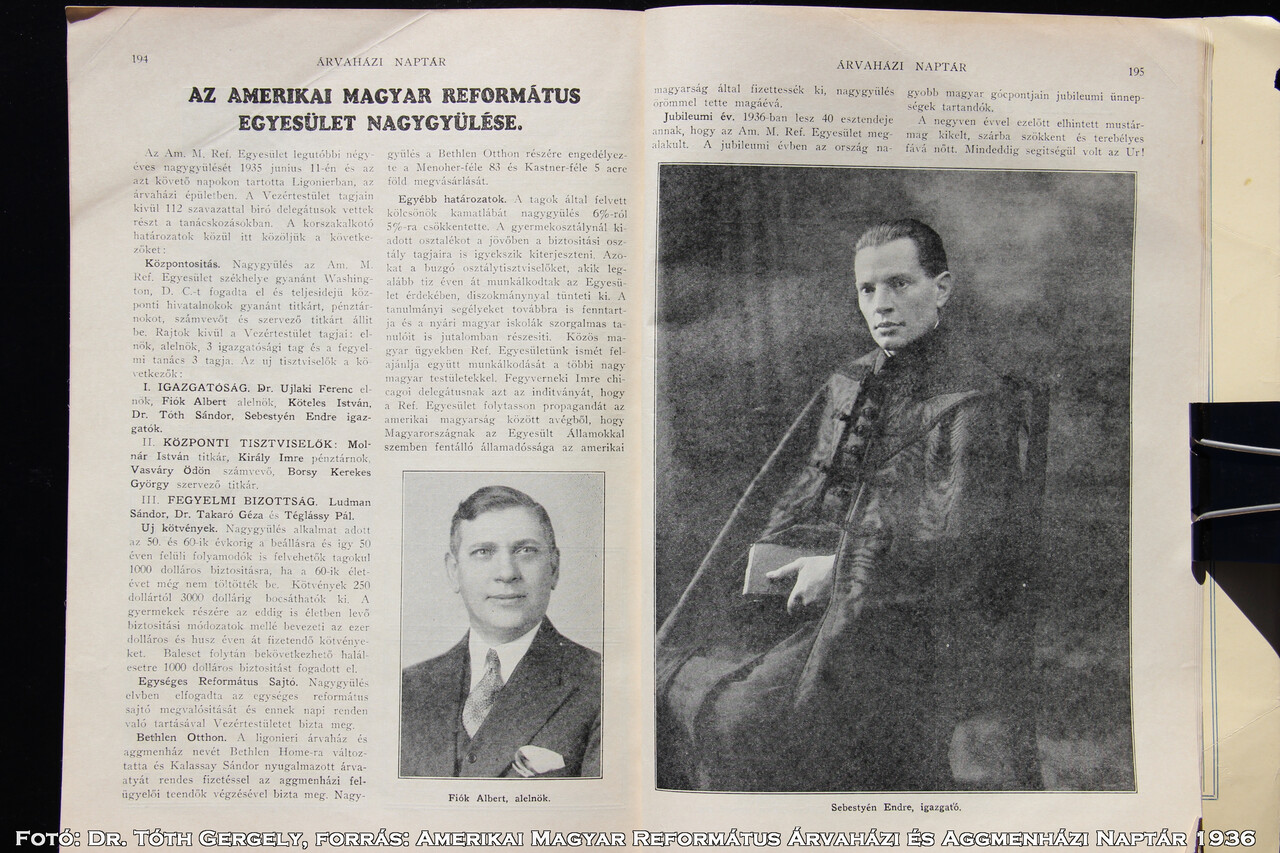 194
ÁRVAHÁZI NAPTÁR
AZ AMERIKAI MAGYAR REFORMÁTUS
EGYESÜLET NAGYGYÜLÉSE.
Az Am. M. Ref. Egyesület legutóbbi négy-
éves nagygyülését 1935 junius 11-én és az
azt követő napokon tartotta Ligonierban, az
árvaházi épületben. A Vezértestület tagjain
kivül 112 szavazattal biró delegátusok vettek
részt a tanácskozásokban. A korszakalkotó
határozatok közül itt közöljük a követke-
zőket:
Központositás. Nagygyülés az Am. M.
Ref. Egyesület székhelye gyanánt Washing-
ton, D. C.-t fogadta el és teljesidejü köz-
ponti hivatalnokok gyanánt titkárt, pénztár-
nokot, számvevőt és szervező titkárt állit
be. Rajtok kivül a Vezértestület tagjai: el-
nök, alelnök, 3 igazgatósági tag és a fegyel-
mi tanács 3 tagja. Az uj tisztviselők a kö-
vetkezők:
I. IGAZGATÓSÁG. Dr. Ujlaki Ferenc el-
nök, Fiók Albert alelnök, Köteles István,
Dr. Tóth Sándor, Sebestyén Endre igaz-
gatók.
II. KÖZPONTI TISZTVISELŐK: Mol-
nár István titkár, Király Imre pénztárnok,
Vasváry Ödön számvevő, Borsy Kerekes
György szervező titkár.
III. FEGYELMI BIZOTTSÁG. Ludman
Sándor, Dr. Takaró Géza és Téglássy Pál.
Uj kötvények. Nagygyülés alkalmat adott
az 50. és 60-ik évkorig a beállásra és igy 50
éven felüli folyamodók is felvehetők tagokul
1000 dolláros biztositásra, ha a 60-ik élet-
évet még nem töltötték be. Kötvények 250
dollártól 3000 dollárig bocsáthatók ki. A
gyermekek részére az eddig is életben levő
biztositási módozatok mellé bevezeti az ezer
dolláros és husz éven át fizetendő kötvénye-
ket. Baleset folytán bekövetkezhető halál-
esetre 1000 dolláros biztositást fogadott el.
Egységes Református Sajtó. Nagygyülés
elvben elfogadta az egységes református
sajtó megvalósitását és ennek napi renden
való tartásával Vezértestületet bizta meg.
Bethlen Otthon. A ligonieri árvaház és
aggmenház nevét Bethlen Home-ra változ-
tatta és Kalassay Sándor nyugalmazott árva-
atyát rendes fizetéssel az aggmenházi fel-
ügyelői teendők végzésével bizta meg. Nagy-
gyülés a Bethlen Otthon részére engedélyez-
te a Menoher-féle 83 és Kastner-féle 5 acre
föld megvásárlását.
Egyébb határozatok. A tagok által felvett
kölcsönök kamatlábát nagygyülés 6%-ról
5%-ra csökkentette. A gyermekosztálynál ki-
adott osztalékot a jövőben a biztositási osz-
tály tagjaira is igyekszik kiterjeszteni. Azo-
kat a buzgó osztálytisztviselőket, akik leg-
alább tiz éven át munkálkodtak az Egyesü-
let érdekében, diszokmánynyal tünteti ki. A
tanulmányi segélyeket továbbra is fenntart-
ja és a nyári magyar iskolák szorgalmas ta-
nulóit is jutalomban részesiti. Közös ma-
gyar ügyekben Ref. Egyesületünk ismét fel-
ajánlja együtt munkálkodását a többi nagy
magyar testületekkel. Fegyverneki Imre chi-
cagoi delegátusnak azt az inditványát, hogy
a Ref. Egyesület folytasson propagandát az
amerikai magyarság között avégből, hogy
Magyarországnak az Egyesült Államokkal
szemben fentálló államadóssága az amerikai
Fiók Albert, alelnök.
ÁRVAHÁZI NAPTÁR
195
magyarság által fizettessék ki, nagygyülés
örömmel tette magáévá.
Jubileumi év. 1936-ban lesz 40 esztendeje
annak, hogy az Am. M. Ref. Egyesület meg-
alakult. A jubileumi évben az ország na-
gyobb magyar gócpontjain jubileumi ünnep-
ségek tartandók.
A negyven évvel ezelőtt elhintett mustár-
mag kikelt, szárba szökkent és terebélyes
fává nőtt. Mindeddig segitségül volt az Ur!
Sebestyén Endre, igazgató.
Fotó: Dr. Tóth Gergely, forrás: Amerikai Magyar Református Árvaházi és Aggmenházi Naptár 1936